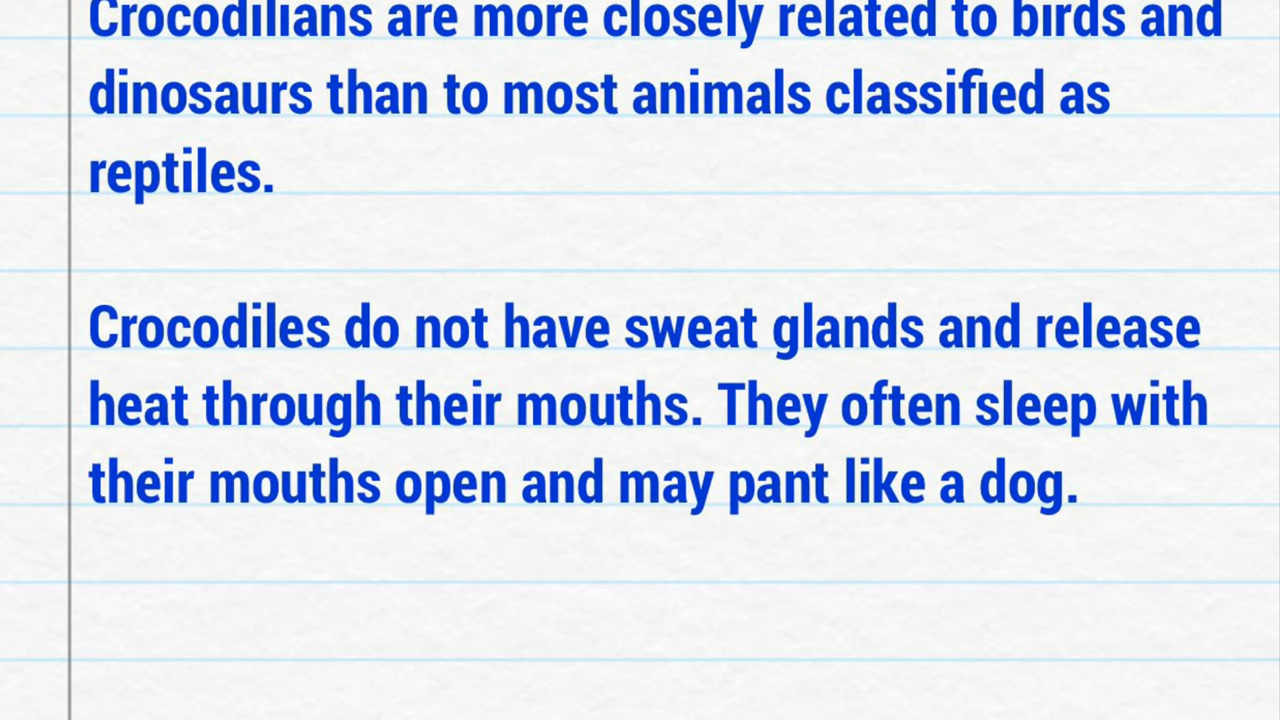 Crocodilians are more closely related to birds and
dinosaurs than to most animals classified as
reptiles.
Crocodiles do not have sweat glands and release
heat through their mouths. They often sleep with
their mouths open and may pant like a dog.